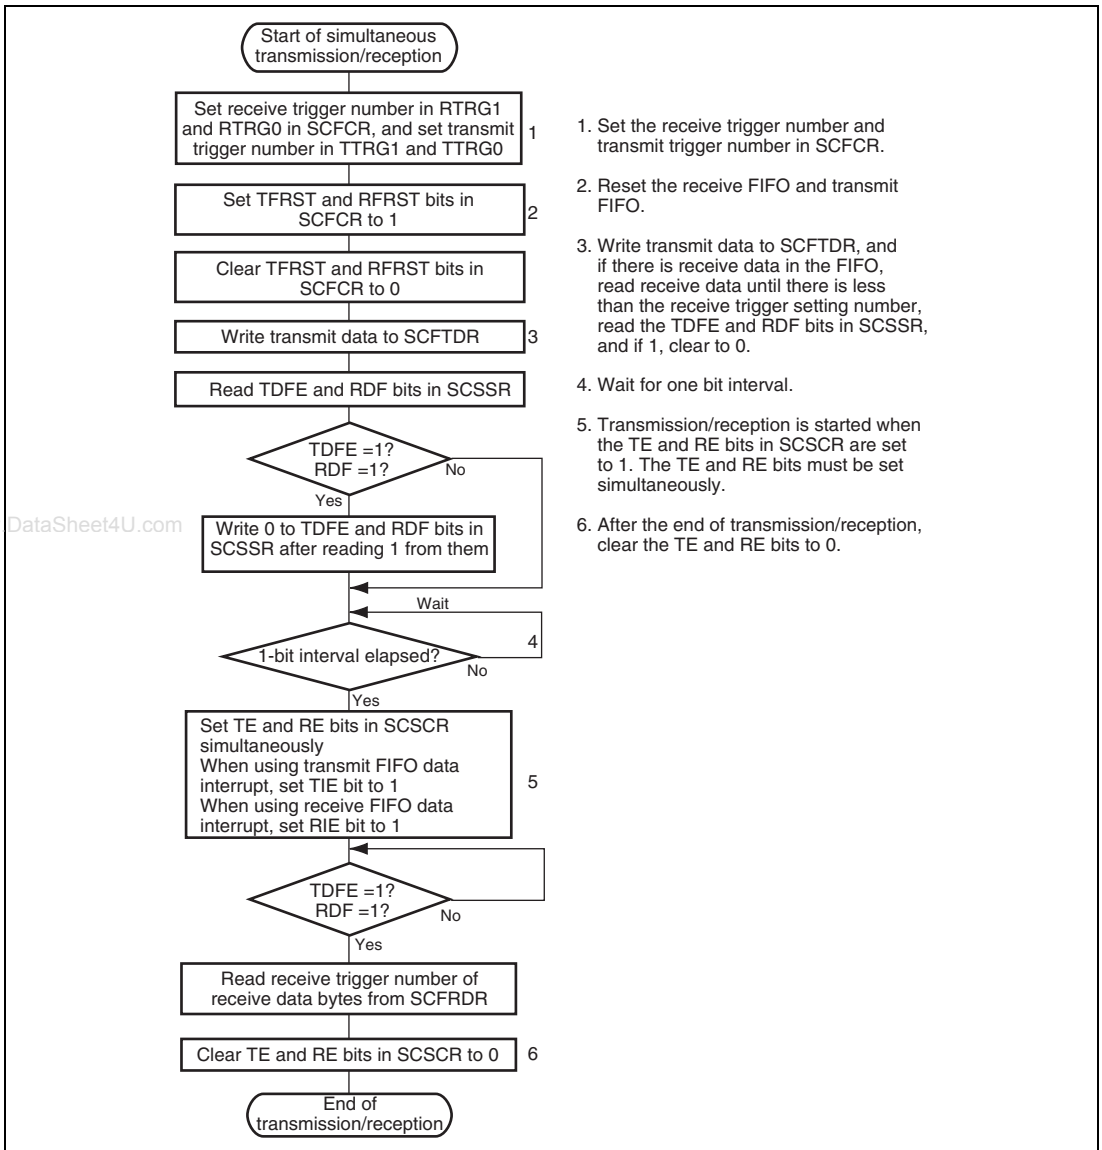 Start of simultaneous
transmission/reception
Set receive trigger number in RTRG1
and RTRG0 in SCFCR, and set transmit
trigger number in TTRG1 and TTRG0
1
Set TFRST and RFRST bits in
SCFCR to 1
2
Clear TFRST and RFRST bits in
SCFCR to 0
Write transmit data to SCFTDR
3
Read TDFE and RDF bits in SCSSR
TDFE =1?
RDF =1?
No
Yes
Write 0 to TDFE and RDF bits in
SCSSR after reading 1 from them
Wait
1-bit interval elapsed?
4
No
Yes
Set TE and RE bits in SCSCR
simultaneously
When using transmit FIFO data
interrupt, set TIE bit to 1
When using receive FIFO data
interrupt, set RIE bit to 1
5
TDFE =1?
RDF =1?
No
Yes
Read receive trigger number of
receive data bytes from SCFRDR
Clear TE and RE bits in SCSCR to 0
6
End of
transmission/reception
1. Set the receive trigger number and
transmit trigger number in SCFCR.
2. Reset the receive FIFO and transmit
FIFO.
3. Write transmit data to SCFTDR, and
if there is receive data in the FIFO,
read receive data until there is less
than the receive trigger setting number,
read the TDFE and RDF bits in SCSSR,
and if 1, clear to 0.
4. Wait for one bit interval.
5. Transmission/reception is started when
the TE and RE bits in SCSCR are set
to 1. The TE and RE bits must be set
simultaneously.
6. After the end of transmission/reception,
clear the TE and RE bits to 0.
DataSheet4U.com